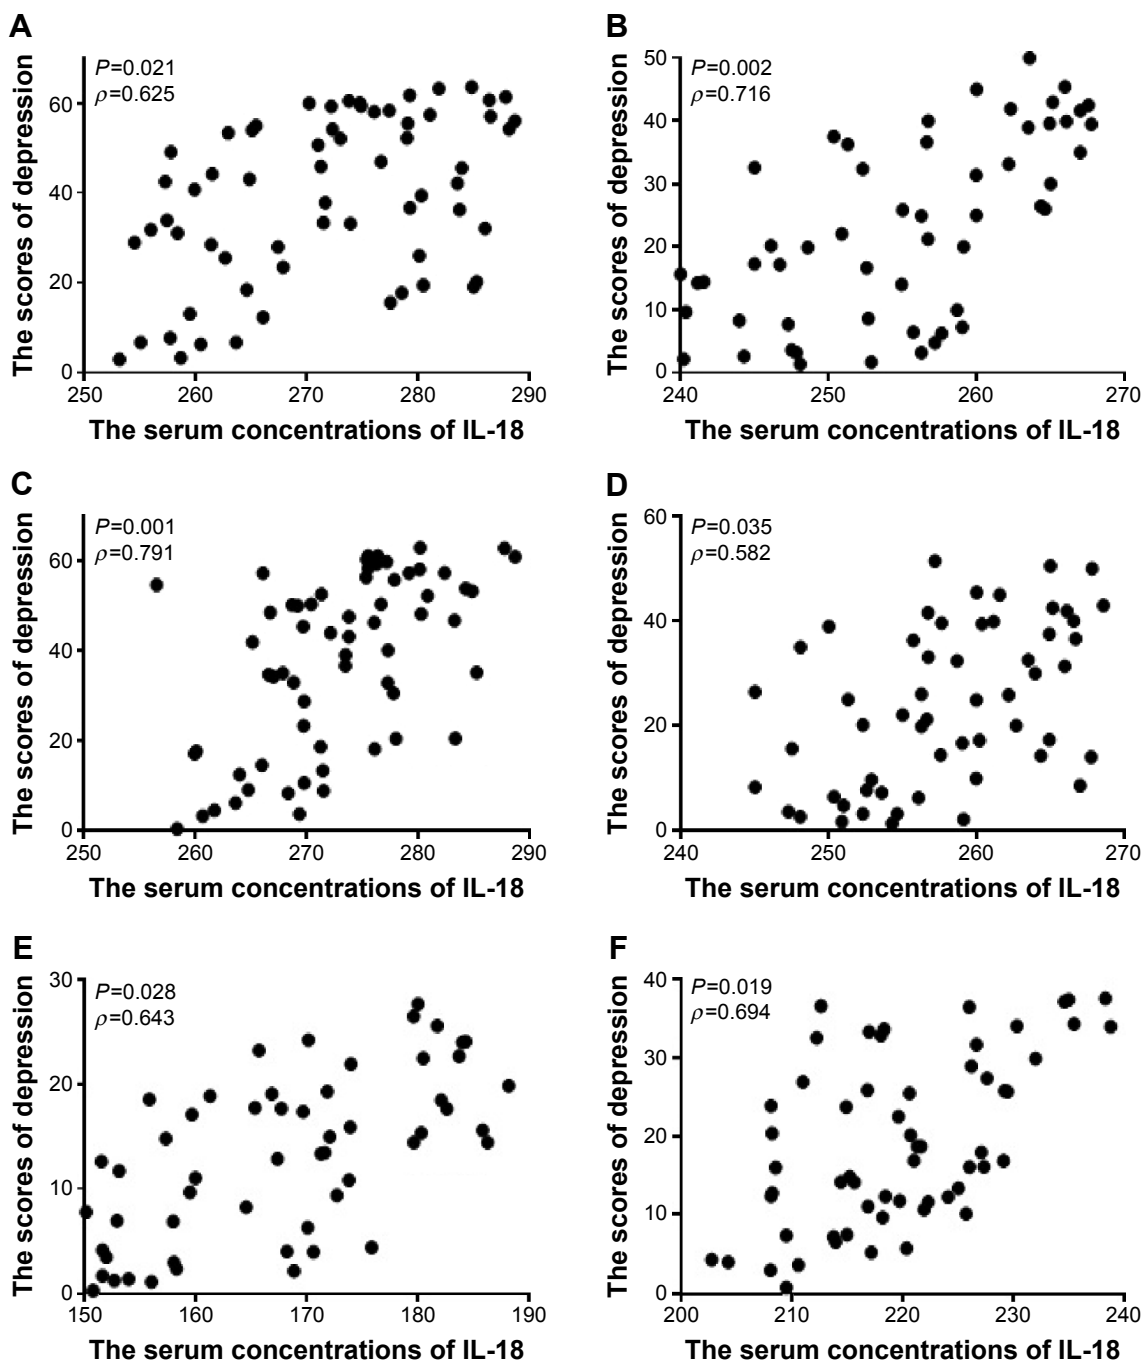 A
P=0.021
ρ=0.625
The scores of depression
60
40
20
0
250
260
270
280
290
The serum concentrations of IL-18
B
P=0.002
ρ=0.716
The scores of depression
50
40
30
20
10
0
240
250
260
270
The serum concentrations of IL-18
C
P=0.001
ρ=0.791
The scores of depression
60
40
20
0
250
260
270
280
290
The serum concentrations of IL-18
D
P=0.035
ρ=0.582
The scores of depression
60
40
20
0
240
250
260
270
The serum concentrations of IL-18
E
P=0.028
ρ=0.643
The scores of depression
30
20
10
0
150
160
170
180
190
The serum concentrations of IL-18
F
P=0.019
ρ=0.694
The scores of depression
40
30
20
10
0
200
210
220
230
240
The serum concentrations of IL-18